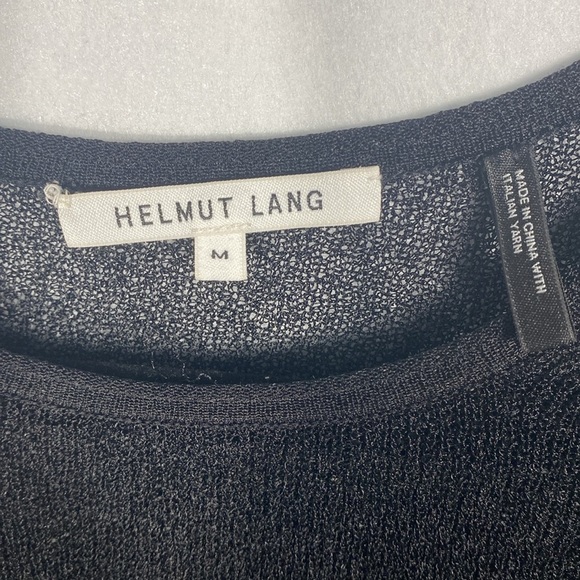 HELMUT LANG
M
MADE IN CHINA WITH
ITALIAN YARN